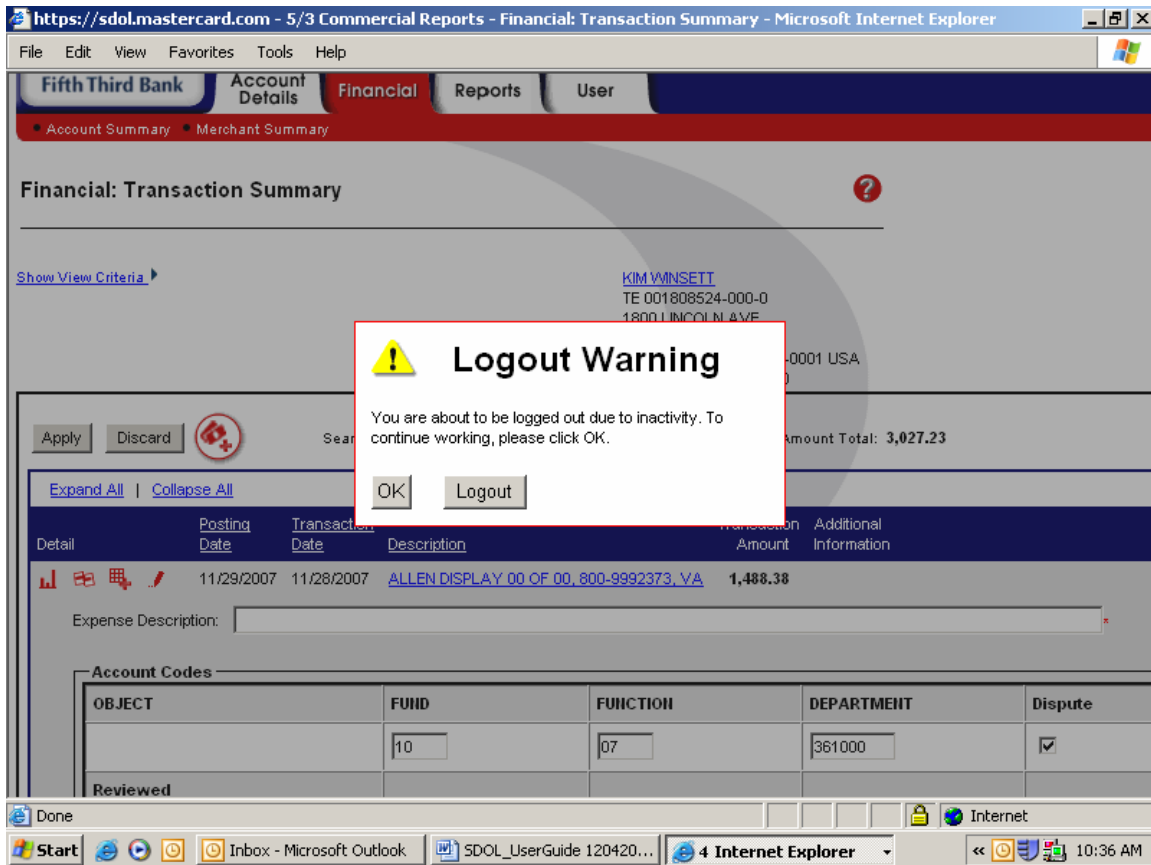 https://sdol.mastercard.com - 5/3 Commercial Reports - Financial: Transaction Summary - Microsoft Internet Explorer
File Edit View Favorites Tools Help
Fifth Third Bank Account Details Financial Reports User
Account Summary Merchant Summary
Financial: Transaction Summary ?
Show View Criteria
KIM WINSETT
TE 001808524-000-0
1800 LINCOLN AVE
-0001 USA
! Logout Warning
You are about to be logged out due to inactivity. To
continue working, please click OK.
OK Logout
Apply Discard Sear Amount Total: 3,027.23
Expand All | Collapse All
Detail Posting Date Transaction Date Description Transaction Amount Additional Information
11/29/2007 11/28/2007 ALLEN DISPLAY 00 OF 00, 800-9992373, VA 1,488.38
Expense Description: *
Account Codes
OBJECT FUND FUNCTION DEPARTMENT Dispute
10 07 361000
Reviewed
Done Internet
Start Inbox - Microsoft Outlook SDOL_UserGuide 120420... 4 Internet Explorer « 10:36 AM